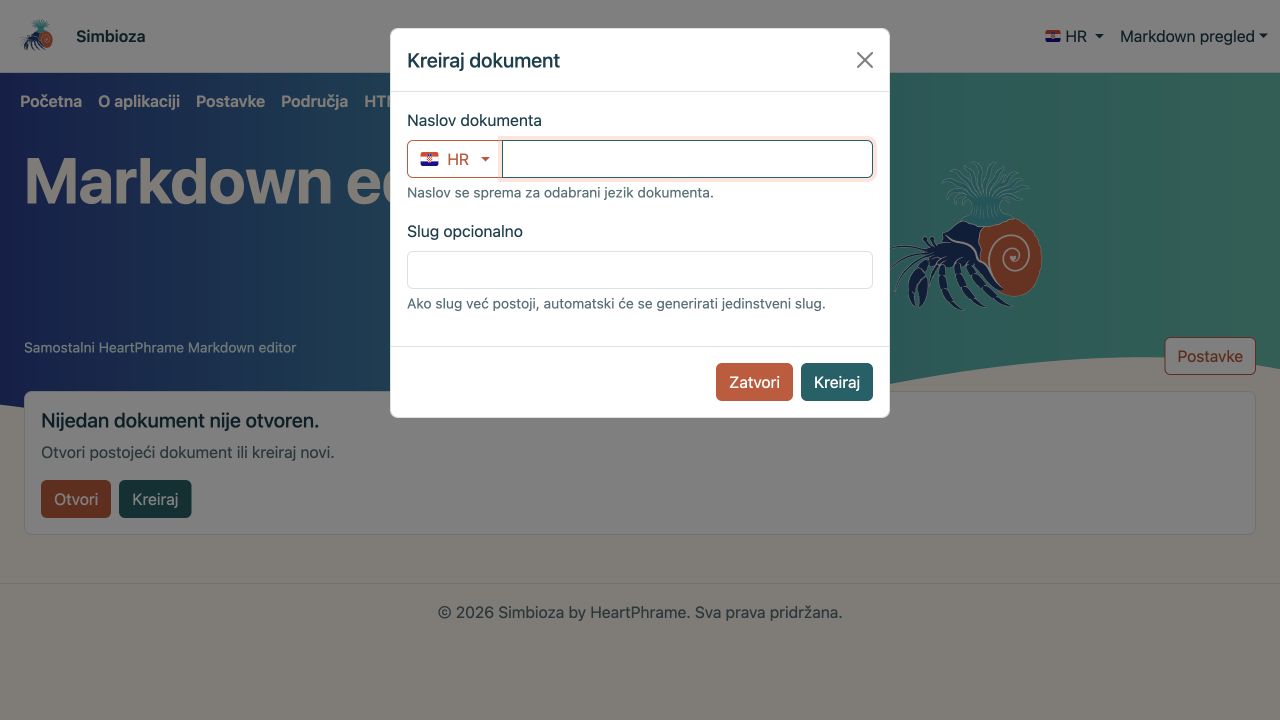 Simbioza
HR
Markdown pregled
Kreiraj dokument
Početna
O aplikaciji
Postavke
Područja
Markdown
Naslov dokumenta
HR
Naslov se sprema za odabrani jezik dokumenta.
Slug opcionalno
Ako slug već postoji, automatski će se generirati jedinstveni slug.
Zatvori
Kreiraj
Samostalni HeartPhrame Markdown editor
Postavke
Nijedan dokument nije otvoren.
Otvori postojeći dokument ili kreiraj novi.
Otvori
Kreiraj
© 2026 Simbioza by HeartPhrame. Sva prava pridržana.